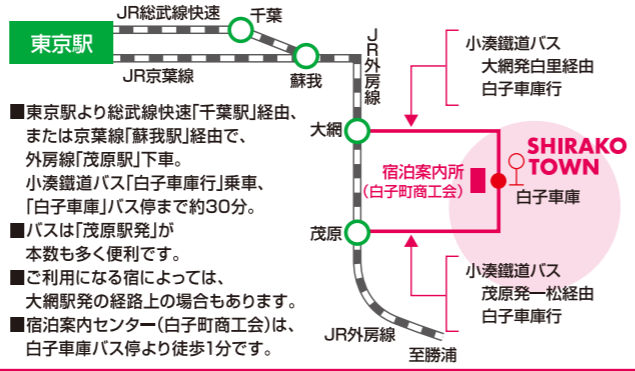 JR総武線快速
千葉
東京駅
JR京葉線
蘇我
JR外房線
小湊鐵道バス
大網発白里経由
白子車庫行
■東京駅より総武線快速「千葉駅」経由、
または京葉線「蘇我駅」経由で、
外房線「茂原駅」下車。
小湊鐵道バス「白子車庫行」乗車、
「白子車庫」バス停まで約30分。
■バスは「茂原駅発」が
本数も多く便利です。
■ご利用になる宿によっては、
大網駅発の経路上の場合もあります。
■宿泊案内センター(白子町商工会)は、
白子車庫バス停より徒歩1分です。
大網
SHIRAKO
TOWN
宿泊案内所
(白子町商工会)
白子車庫
茂原
小湊鐵道バス
茂原発一松経由
白子車庫行
JR外房線
至勝浦